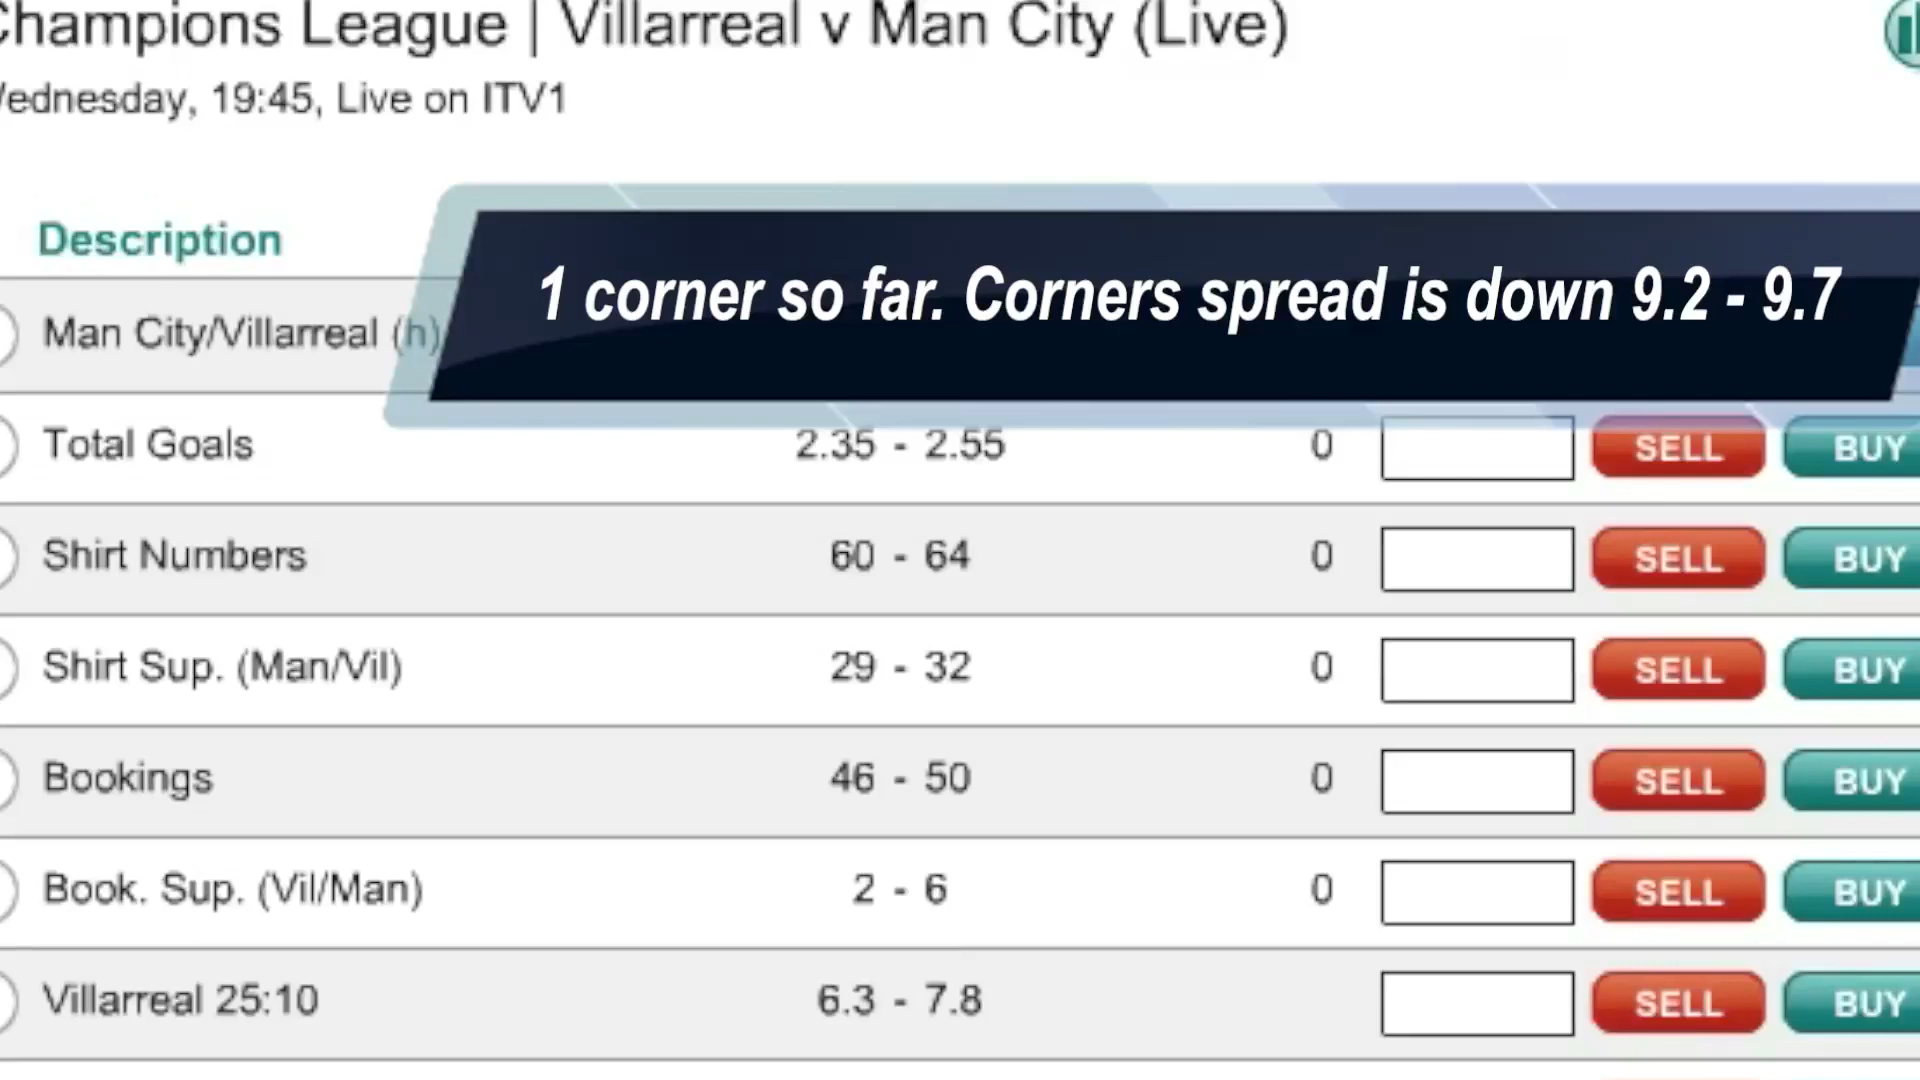 Champions League | Villarreal v Man City (Live)
Wednesday, 19:45, Live on ITV1
Description
1 corner so far. Corners spread is down 9.2 - 9.7
Man City/Villarreal (h)
Total Goals 2.35 - 2.55 0 SELL BUY
Shirt Numbers 60 - 64 0 SELL BUY
Shirt Sup. (Man/Vil) 29 - 32 0 SELL BUY
Bookings 46 - 50 0 SELL BUY
Book. Sup. (Vil/Man) 2 - 6 0 SELL BUY
Villarreal 25:10 6.3 - 7.8 SELL BUY